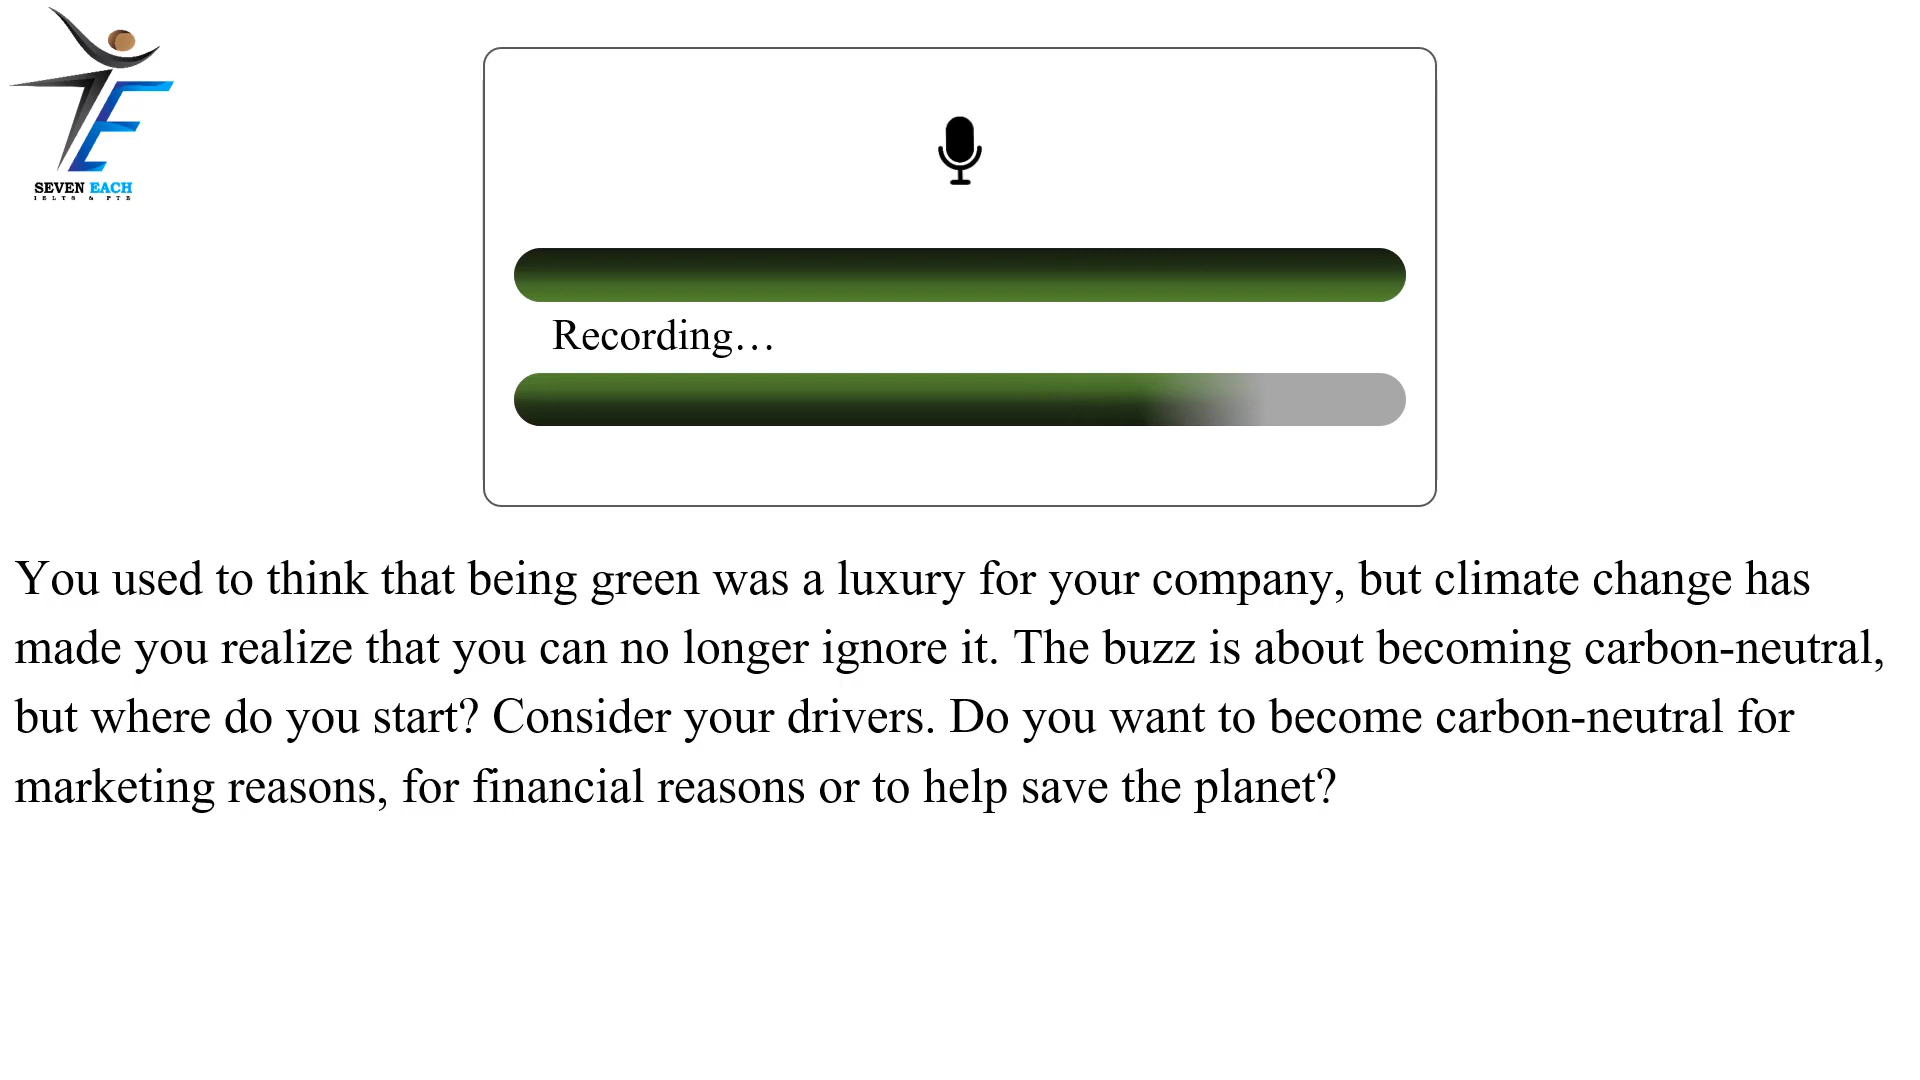 SEVEN EACH
IELTS & PTE
Recording…
You used to think that being green was a luxury for your company, but climate change has
made you realize that you can no longer ignore it. The buzz is about becoming carbon-neutral,
but where do you start? Consider your drivers. Do you want to become carbon-neutral for
marketing reasons, for financial reasons or to help save the planet?